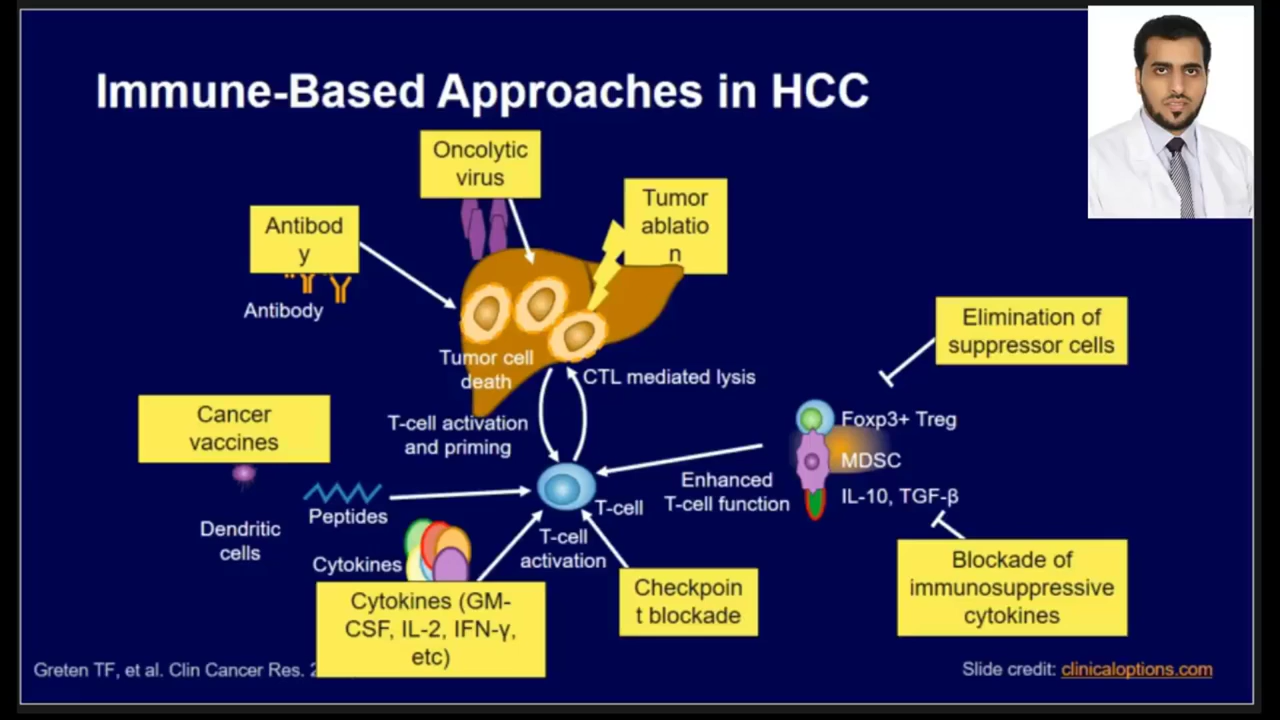 Immune-Based Approaches in HCC
Oncolytic
virus
Tumor
ablatio
n
Antibod
y
Antibody
Elimination of
suppressor cells
Tumor cell
death
CTL mediated lysis
Cancer
vaccines
T-cell activation
and priming
Foxp3+ Treg
MDSC
IL-10, TGF-β
Enhanced
T-cell function
T-cell
Peptides
Dendritic
cells
T-cell
activation
Cytokines
Cytokines (GM-
CSF, IL-2, IFN-γ,
etc)
Checkpoin
t blockade
Blockade of
immunosuppressive
cytokines
Greten TF, et al. Clin Cancer Res.
Slide credit: clinicaloptions.com